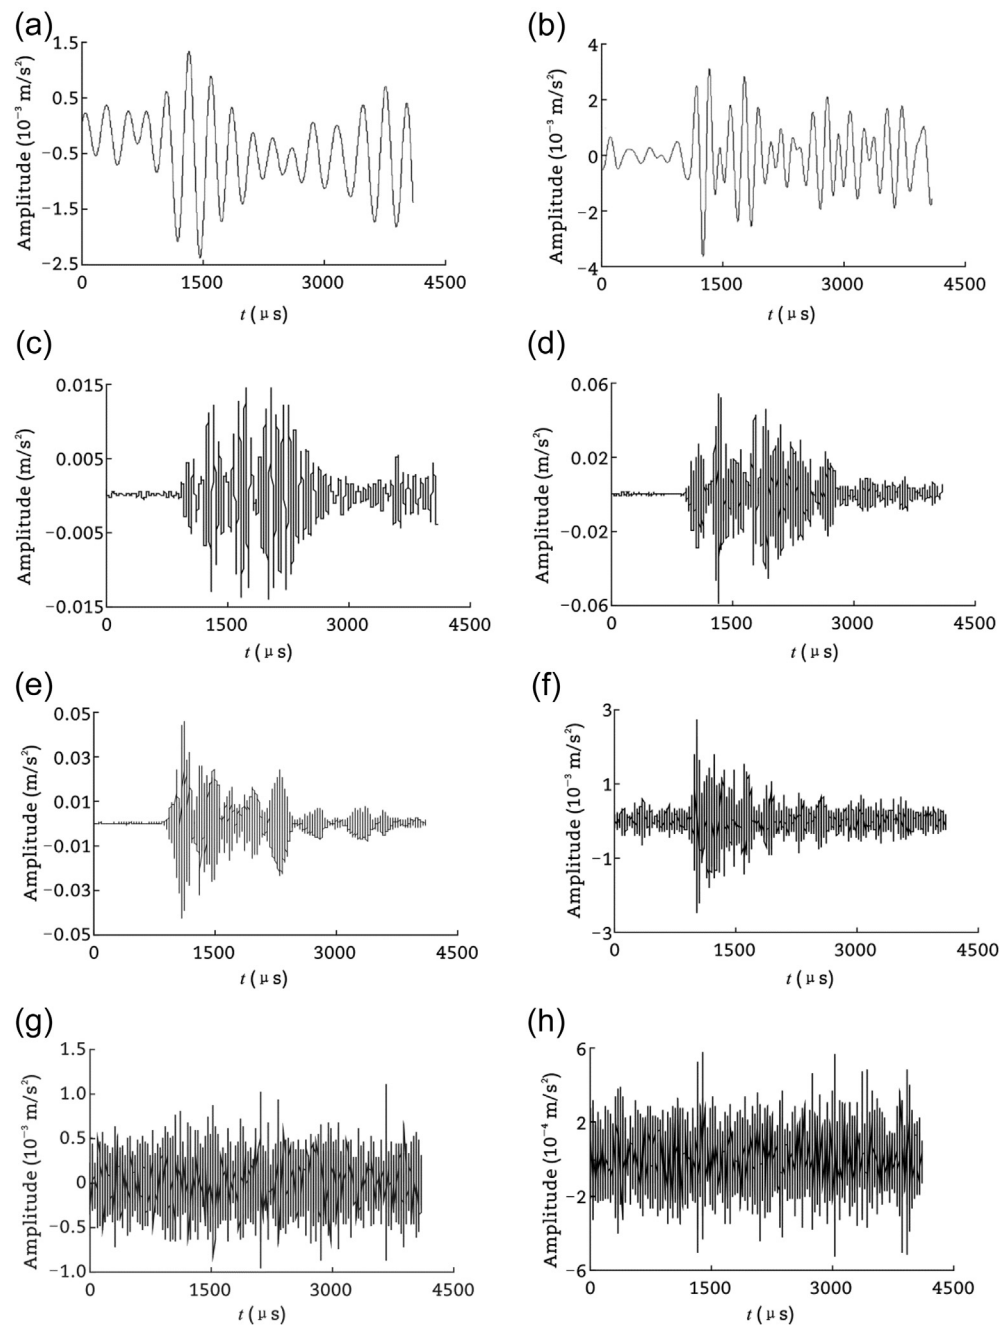 (a)
Amplitude (10⁻³ m/s²)
1.5
0.5
−0.5
−1.5
−2.5
0 1500 3000 4500
t (μs)
(b)
Amplitude (10⁻³ m/s²)
4
2
0
−2
−4
0 1500 3000 4500
t (μs)
(c)
Amplitude (m/s²)
0.015
0.005
−0.005
−0.015
0 1500 3000 4500
t (μs)
(d)
Amplitude (m/s²)
0.06
0.02
−0.02
−0.06
0 1500 3000 4500
t (μs)
(e)
Amplitude (m/s²)
0.05
0.03
0.01
−0.01
−0.03
−0.05
0 1500 3000 4500
t (μs)
(f)
Amplitude (10⁻³ m/s²)
3
1
−1
−3
0 1500 3000 4500
t (μs)
(g)
Amplitude (10⁻³ m/s²)
1.5
1.0
0.5
0
−0.5
−1.0
0 1500 3000 4500
t (μs)
(h)
Amplitude (10⁻⁴ m/s²)
6
2
−2
−6
0 1500 3000 4500
t (μs)